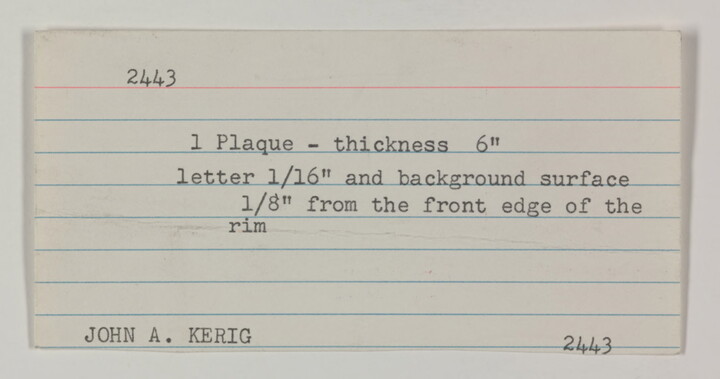 2443
1 Plaque - thickness 6"
letter 1/16" and background surface
1/8" from the front edge of the
rim
JOHN A. KERIG
2443